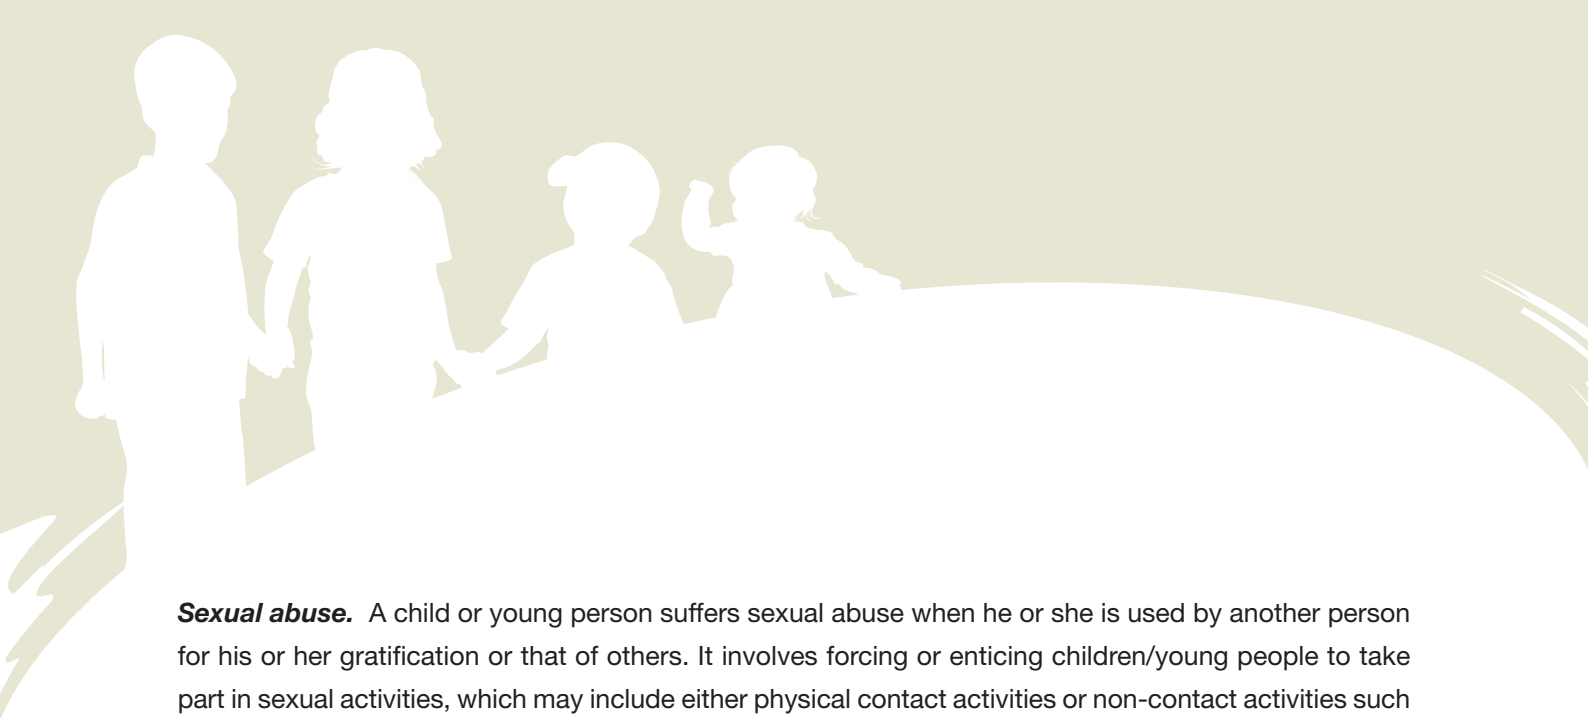 Sexual abuse. A child or young person suffers sexual abuse when he or she is used by another person
for his or her gratification or that of others. It involves forcing or enticing children/young people to take
part in sexual activities, which may include either physical contact activities or non-contact activities such